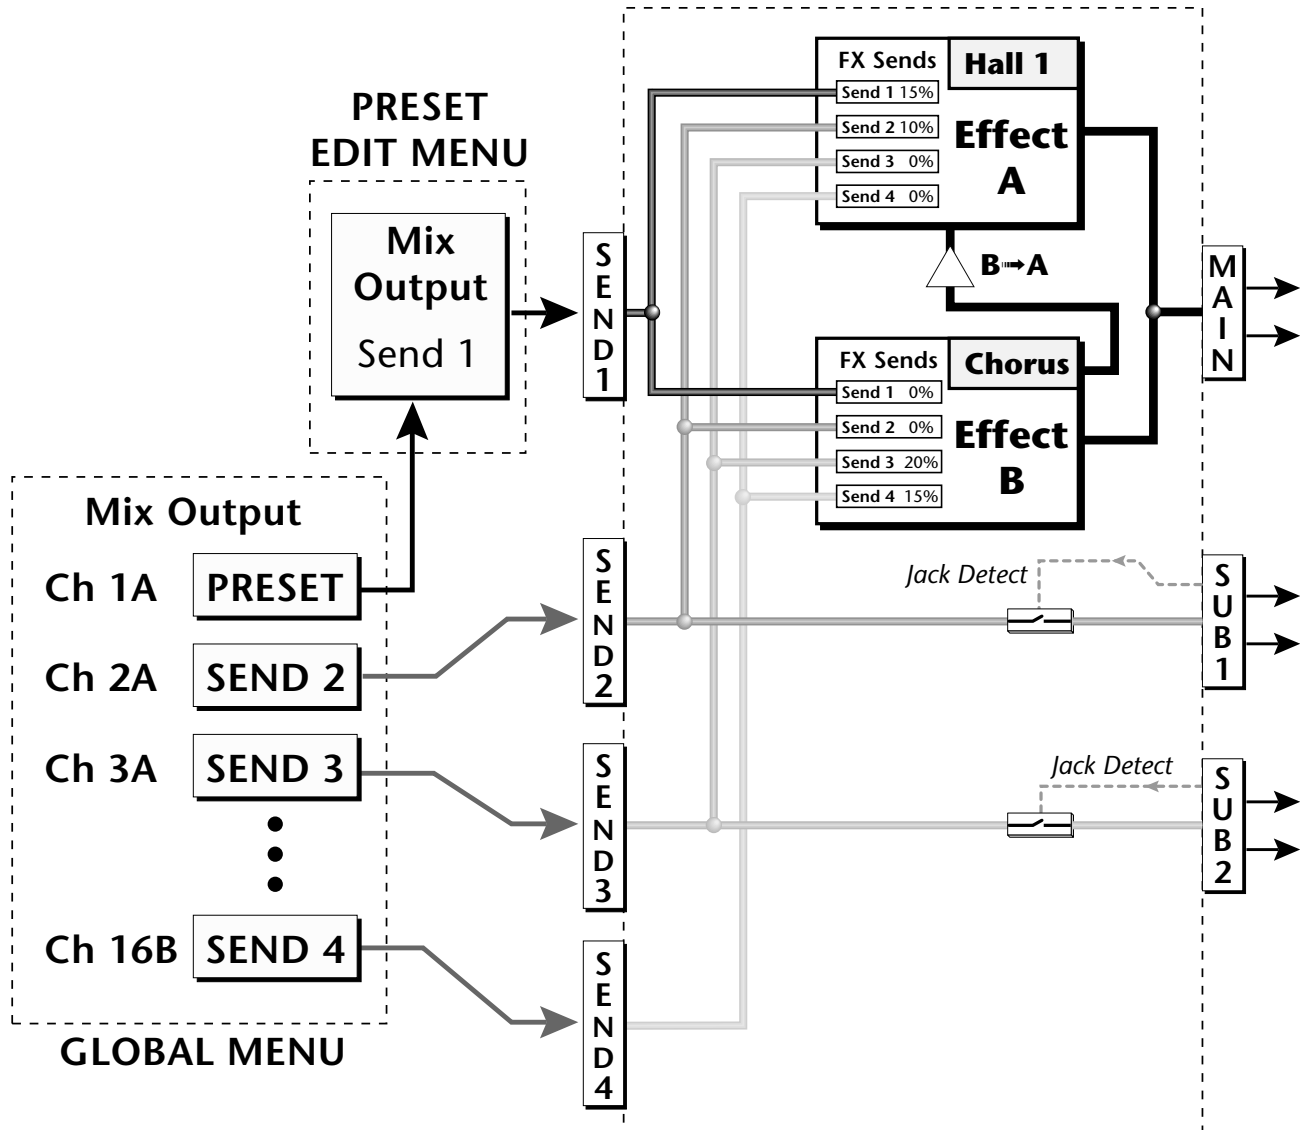 PRESET
EDIT MENU
Mix
Output
Send 1
Mix Output
Ch 1A PRESET
Ch 2A SEND 2
Ch 3A SEND 3
Ch 16B SEND 4
GLOBAL MENU
SEND1
SEND2
SEND3
SEND4
FX Sends
Hall 1
Send 1 15%
Send 2 10%
Send 3 0%
Send 4 0%
Effect
A
B➟A
FX Sends
Chorus
Send 1 0%
Send 2 0%
Send 3 20%
Send 4 15%
Effect
B
Jack Detect
Jack Detect
MAIN
SUB1
SUB2